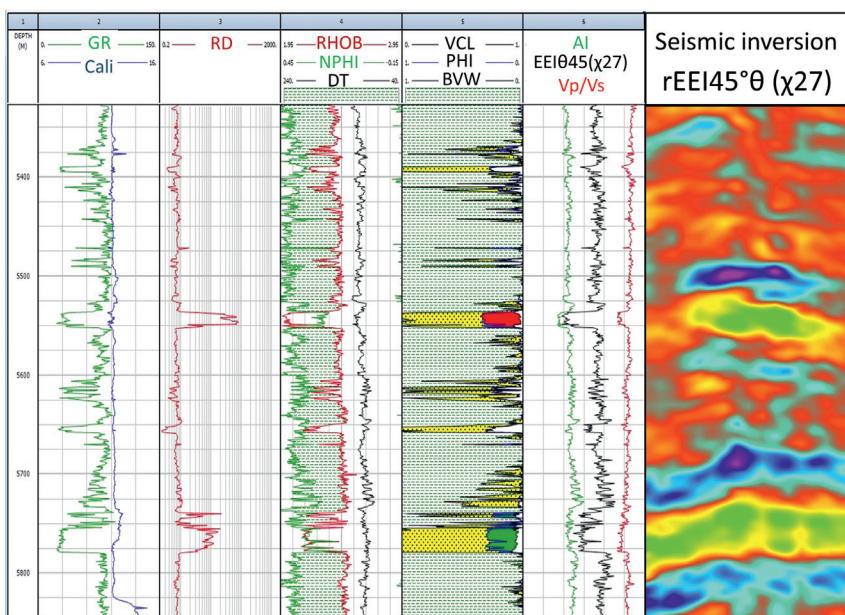 1 2 3 4 5 6
DEPTH
(M)
0. GR 150.
6. Cali 16.
0.2 RD 2000.
1.95 RHOB 2.95
0.45 NPHI -0.15
240. DT 40.
0. VCL 1.
1. PHI 0.
1. BVW 0.
AI
EEIθ45(χ27)
Vp/Vs
Seismic inversion
rEEI45°θ (χ27)
5400
5500
5600
5700
5800